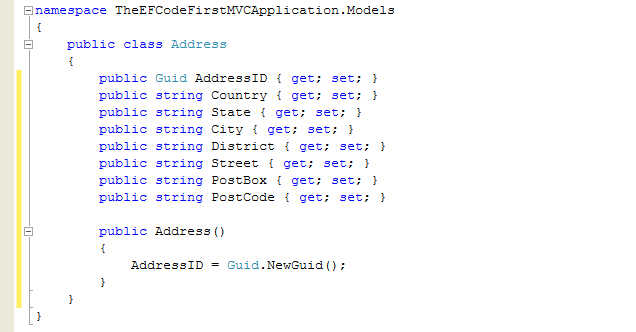 namespace TheEFCodeFirstMVCApplication.Models
{
    public class Address
    {
        public Guid AddressID { get; set; }
        public string Country { get; set; }
        public string State { get; set; }
        public string City { get; set; }
        public string District { get; set; }
        public string Street { get; set; }
        public string PostBox { get; set; }
        public string PostCode { get; set; }

        public Address()
        {
            AddressID = Guid.NewGuid();
        }
    }
}